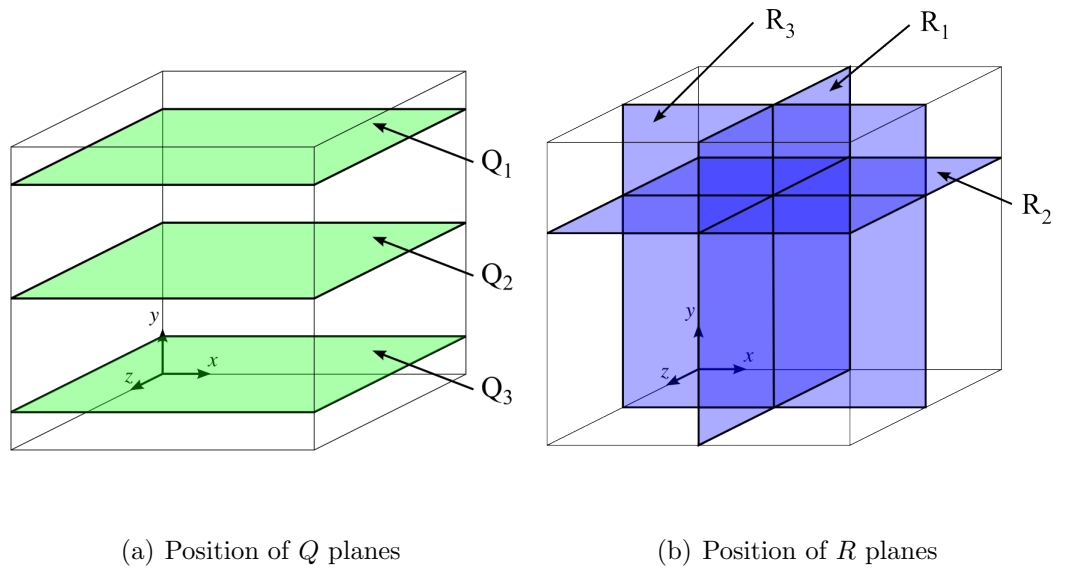 R₃
R₁
Q₁
R₂
Q₂
y
y
x
x
z
z
Q₃
(a) Position of Q planes
(b) Position of R planes